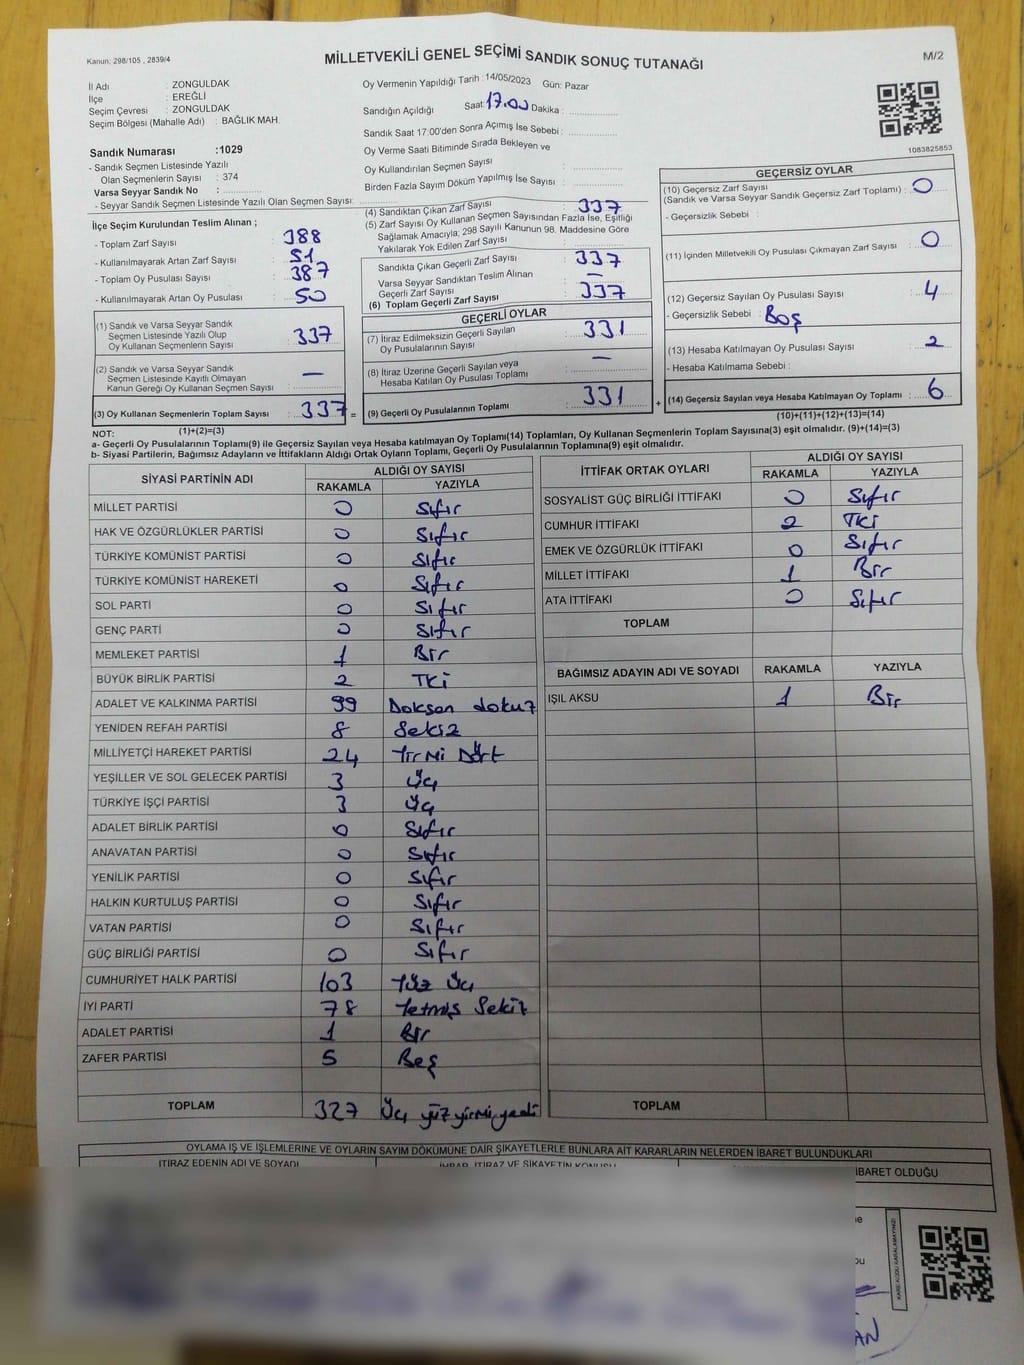 Kanun: 298/105 , 2839/4
MİLLETVEKİLİ GENEL SEÇİMİ SANDIK SONUÇ TUTANAĞI
M/2
İl Adı : ZONGULDAK
İlçe : EREĞLİ
Seçim Çevresi : ZONGULDAK
Seçim Bölgesi (Mahalle Adı) : BAĞLIK MAH.
Oy Vermenin Yapıldığı Tarih :14/05/2023 Gün: Pazar
Sandığın Açıldığı Saat:17.00 Dakika :
Sandık Saat 17:00'den Sonra Açımış İse Sebebi :
Oy Verme Saati Bitiminde Sırada Bekleyen ve
Oy Kullandırılan Seçmen Sayısı :
Birden Fazla Sayım Döküm Yapılmış İse Sayısı :
1083825853
Sandık Numarası :1029
- Sandık Seçmen Listesinde Yazılı
Olan Seçmenlerin Sayısı : 374
Varsa Seyyar Sandık No :
- Seyyar Sandık Seçmen Listesinde Yazılı Olan Seçmen Sayısı:
İlçe Seçim Kurulundan Teslim Alınan ;
- Toplam Zarf Sayısı : 388
- Kullanılmayarak Artan Zarf Sayısı : 51
- Toplam Oy Pusulası Sayısı : 387
- Kullanılmayarak Artan Oy Pusulası : 50
(1) Sandık ve Varsa Seyyar Sandık
Seçmen Listesinde Yazılı Olup
Oy Kullanan Seçmenlerin Sayısı : 337
(2) Sandık ve Varsa Seyyar Sandık
Seçmen Listesinde Kayıtlı Olmayan
Kanun Gereği Oy Kullanan Seçmen Sayısı : —
(3) Oy Kullanan Seçmenlerin Toplam Sayısı : 337 =
(1)+(2)=(3)
(4) Sandıktan Çıkan Zarf Sayısı : 337
(5) Zarf Sayısı Oy Kullanan Seçmen Sayısından Fazla İse, Eşitliği
Sağlamak Amacıyla; 298 Sayılı Kanunun 98. Maddesine Göre
Yakılarak Yok Edilen Zarf Sayısı :
Sandıkta Çıkan Geçerli Zarf Sayısı : 337
Varsa Seyyar Sandıktan Teslim Alınan
Geçerli Zarf Sayısı : —
(6) Toplam Geçerli Zarf Sayısı : 337
GEÇERLİ OYLAR
(7) İtiraz Edilmeksizin Geçerli Sayılan
Oy Pusulalarının Sayısı : 331
(8) İtiraz Üzerine Geçerli Sayılan veya
Hesaba Katılan Oy Pusulası Toplamı : —
(9) Geçerli Oy Pusulalarının Toplamı : 331 +
GEÇERSİZ OYLAR
(10) Geçersiz Zarf Sayısı
(Sandık ve Varsa Seyyar Sandık Geçersiz Zarf Toplamı) : 0
- Geçersizlik Sebebi :
(11) İçinden Milletvekili Oy Pusulası Çıkmayan Zarf Sayısı : 0
(12) Geçersiz Sayılan Oy Pusulası Sayısı : 4
- Geçersizlik Sebebi : Boş
(13) Hesaba Katılmayan Oy Pusulası Sayısı : 2
- Hesaba Katılmama Sebebi :
(14) Geçersiz Sayılan veya Hesaba Katılmayan Oy Toplamı : 6
(10)+(11)+(12)+(13)=(14)
NOT:
a- Geçerli Oy Pusulalarının Toplamı(9) ile Geçersiz Sayılan veya Hesaba katılmayan Oy Toplamı(14) Toplamları, Oy Kullanan Seçmenlerin Toplam Sayısına(3) eşit olmalıdır. (9)+(14)=(3)
b- Siyasi Partilerin, Bağımsız Adayların ve İttifakların Aldığı Ortak Oyların Toplamı, Geçerli Oy Pusulalarının Toplamına(9) eşit olmalıdır.
SİYASİ PARTİNİN ADI ALDIĞI OY SAYISI
RAKAMLA YAZIYLA
MİLLET PARTİSİ 0 Sıfır
HAK VE ÖZGÜRLÜKLER PARTİSİ 0 Sıfır
TÜRKİYE KOMÜNİST PARTİSİ 0 Sıfır
TÜRKİYE KOMÜNİST HAREKETİ 0 Sıfır
SOL PARTİ 0 Sıfır
GENÇ PARTİ 0 Sıfır
MEMLEKET PARTİSİ 1 Bir
BÜYÜK BİRLİK PARTİSİ 2 İki
ADALET VE KALKINMA PARTİSİ 99 Doksan dokuz
YENİDEN REFAH PARTİSİ 8 Sekiz
MİLLİYETÇİ HAREKET PARTİSİ 24 Yirmi Dört
YEŞİLLER VE SOL GELECEK PARTİSİ 3 Üç
TÜRKİYE İŞÇİ PARTİSİ 3 Üç
ADALET BİRLİK PARTİSİ 0 Sıfır
ANAVATAN PARTİSİ 0 Sıfır
YENİLİK PARTİSİ 0 Sıfır
HALKIN KURTULUŞ PARTİSİ 0 Sıfır
VATAN PARTİSİ 0 Sıfır
GÜÇ BİRLİĞİ PARTİSİ 0 Sıfır
CUMHURİYET HALK PARTİSİ 103 Yüz Üç
İYİ PARTİ 78 Yetmiş Sekiz
ADALET PARTİSİ 1 Bir
ZAFER PARTİSİ 5 Beş
TOPLAM 327 Üç yüz yirmi yedi
İTTİFAK ORTAK OYLARI ALDIĞI OY SAYISI
RAKAMLA YAZIYLA
SOSYALİST GÜÇ BİRLİĞİ İTTİFAKI 0 Sıfır
CUMHUR İTTİFAKI 2 İki
EMEK VE ÖZGÜRLÜK İTTİFAKI 0 Sıfır
MİLLET İTTİFAKI 1 Bir
ATA İTTİFAKI 0 Sıfır
TOPLAM
BAĞIMSIZ ADAYIN ADI VE SOYADI RAKAMLA YAZIYLA
IŞIL AKSU 1 Bir
TOPLAM
OYLAMA İŞ VE İŞLEMLERİNE VE OYLARIN SAYIM DÖKÜMÜNE DAİR ŞİKAYETLERLE BUNLARA AİT KARARLARIN NELERDEN İBARET BULUNDUKLARI
İTİRAZ EDENİN ADI VE SOYADI İHBAR, İTİRAZ VE ŞİKAYETİN KONUSU İBARET OLDUĞU